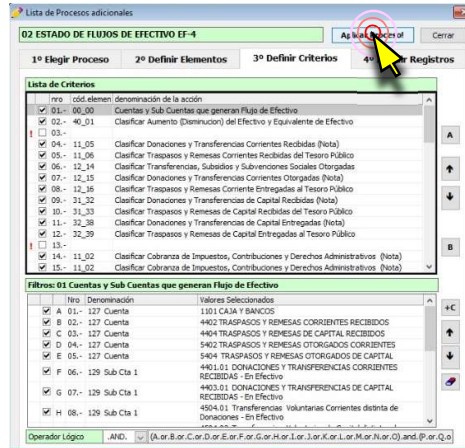 Lista de Procesos adicionales
02 ESTADO DE FLUJOS DE EFECTIVO EF-4
Aplicar Proceso!
Cerrar
1º Elegir Proceso 2º Definir Elementos 3º Definir Criterios 4º Registros
Lista de Criterios
nro cód.elemen denominación de la acción
01.- 00_00 Cuentas y Sub Cuentas que generan Flujo de Efectivo
02.- 40_01 Clasificar Aumento (Disminucion) del Efectivo y Equivalente de Efectivo
! 03.-
04.- 11_05 Clasificar Donaciones y Transferencias Corrientes Recibidas (Nota)
05.- 11_06 Clasificar Traspasos y Remesas Corrientes Recibidas del Tesoro Público
06.- 12_14 Clasificar Transferencias, Subsidios y Subvenciones Sociales Otorgadas
07.- 12_15 Clasificar Donaciones y Transferencias Corrientes Otorgadas (Nota)
08.- 12_16 Clasificar Traspasos y Remesas Corriente Entregadas al Tesoro Público
09.- 31_32 Clasificar Donaciones y Transferencias de Capital Recibidas (Nota)
10.- 31_33 Clasificar Traspasos y Remesas de Capital Recibidas del Tesoro Público
11.- 32_38 Clasificar Donaciones y Transferencias de Capital Entregadas (Nota)
12.- 32_39 Clasificar Traspasos y Remesas de Capital Entregadas al Tesoro Público
! 13.-
14.- 11_02 Clasificar Cobranza de Impuestos, Contribuciones y Derechos Administrativos (Nota)
15.- 11_02 Clasificar Cobranza de Impuestos, Contribuciones y Derechos Administrativos (Nota)
A
B
Filtros: 01 Cuentas y Sub Cuentas que generan Flujo de Efectivo
Nro Denominación Valores Seleccionados
A 01.- 127 Cuenta 1101 CAJA Y BANCOS
B 02.- 127 Cuenta 4402 TRASPASOS Y REMESAS CORRIENTES RECIBIDOS
C 03.- 127 Cuenta 4404 TRASPASOS Y REMESAS DE CAPITAL RECIBIDOS
D 04.- 127 Cuenta 5402 TRASPASOS Y REMESAS OTORGADOS CORRIENTES
E 05.- 127 Cuenta 5404 TRASPASOS Y REMESAS OTORGADOS DE CAPITAL
F 06.- 129 Sub Cta 1 4401.01 DONACIONES Y TRANSFERENCIAS CORRIENTES
RECIBIDAS - En Efectivo
G 07.- 129 Sub Cta 1 4403.01 DONACIONES Y TRANSFERENCIAS DE CAPITAL
RECIBIDAS - En Efectivo
H 08.- 129 Sub Cta 1 4504.01 Transferencias Voluntarias Corrientes distinta de
Donaciones - En Efectivo
+C
Operador Lógico .AND. (A.or.B.or.C.or.D.or.E.or.F.or.G.or.H.or.I.or.J.or.K.or.L.or.M.or.N.or.O).and.(P.or.Q.o